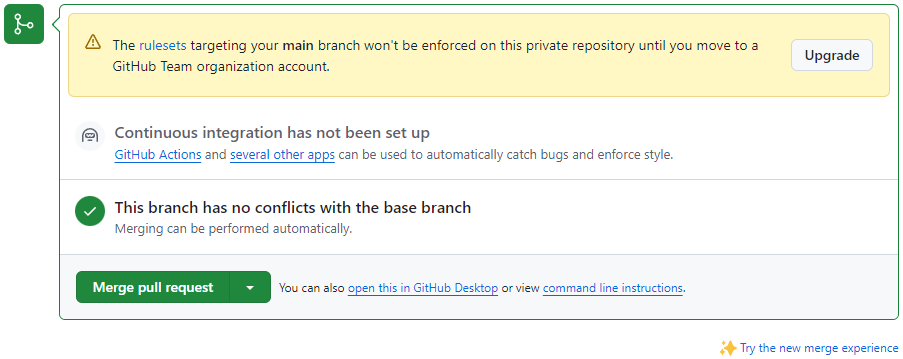 The rulesets targeting your main branch won't be enforced on this private repository until you move to a
GitHub Team organization account.
Upgrade
Continuous integration has not been set up
GitHub Actions and several other apps can be used to automatically catch bugs and enforce style.
This branch has no conflicts with the base branch
Merging can be performed automatically.
Merge pull request
You can also open this in GitHub Desktop or view command line instructions.
Try the new merge experience